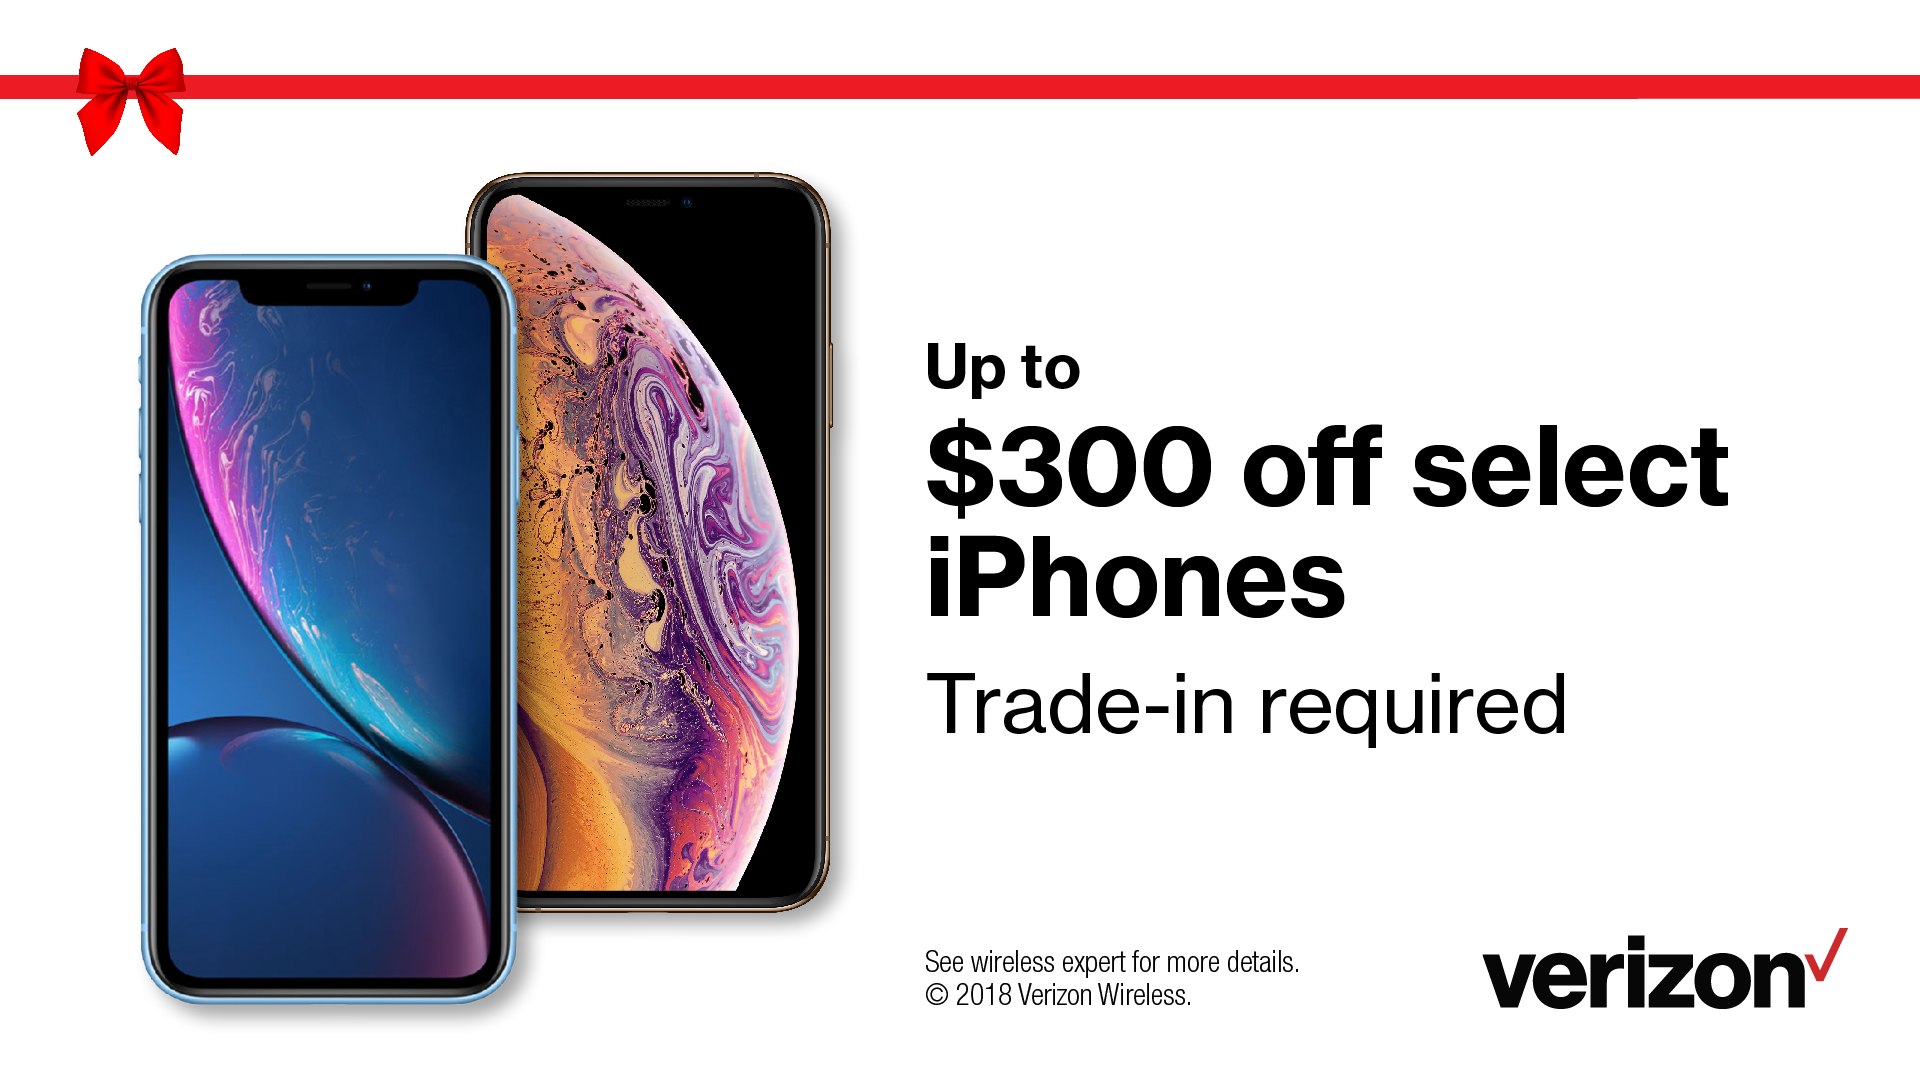 Up to
$300 off select
iPhones
Trade-in required
See wireless expert for more details.
© 2018 Verizon Wireless.
verizon✓